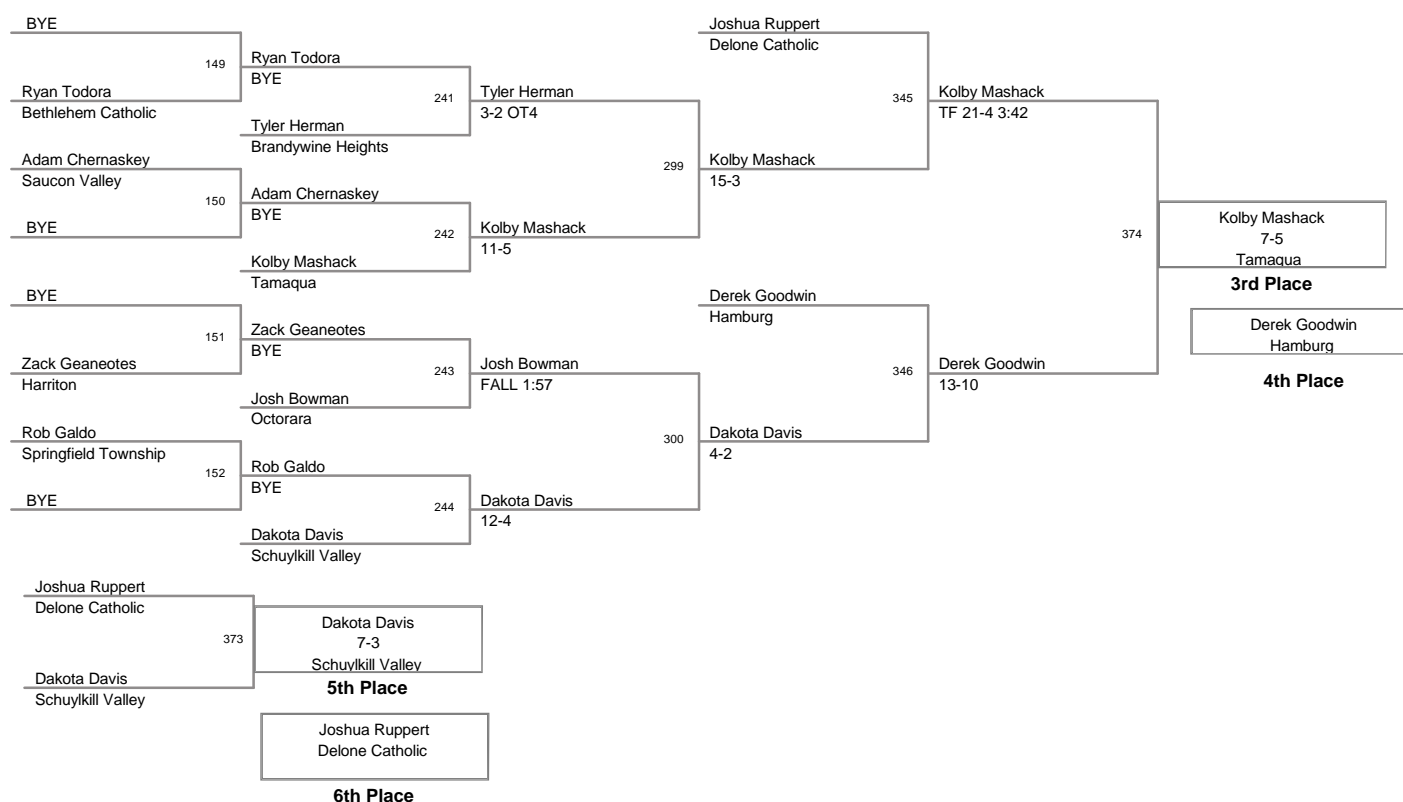 BYE
149
Ryan Todora
Bethlehem Catholic
Adam Chernaskey
Saucon Valley
150
BYE
BYE
151
Zack Geaneotes
Harriton
Rob Galdo
Springfield Township
152
BYE
Ryan Todora
BYE
241
Tyler Herman
Brandywine Heights
Adam Chernaskey
BYE
242
Kolby Mashack
Tamaqua
Zack Geaneotes
BYE
243
Josh Bowman
Octorara
Rob Galdo
BYE
244
Dakota Davis
Schuylkill Valley
Tyler Herman
3-2 OT4
299
Kolby Mashack
11-5
Josh Bowman
FALL 1:57
300
Dakota Davis
12-4
Joshua Ruppert
Delone Catholic
345
Kolby Mashack
15-3
Derek Goodwin
Hamburg
346
Dakota Davis
4-2
Kolby Mashack
TF 21-4 3:42
374
Derek Goodwin
13-10
Kolby Mashack
7-5
Tamaqua
3rd Place
Derek Goodwin
Hamburg
4th Place
Joshua Ruppert
Delone Catholic
373
Dakota Davis
Schuylkill Valley
Dakota Davis
7-3
Schuylkill Valley
5th Place
Joshua Ruppert
Delone Catholic
6th Place